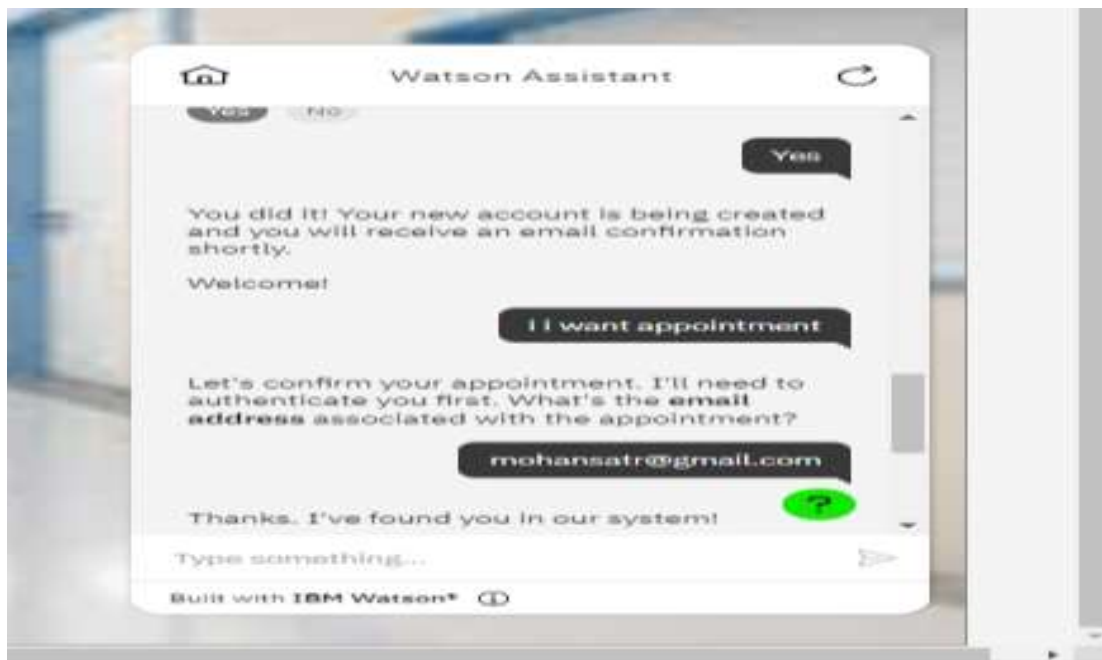 Watson Assistant
Yes No
Yes
You did it! Your new account is being created
and you will receive an email confirmation
shortly.
Welcome!
i i want appointment
Let's confirm your appointment. I'll need to
authenticate you first. What's the email
address associated with the appointment?
mohansatr@gmail.com
?
Thanks. I've found you in our system!
Type something...
Built with IBM Watson®